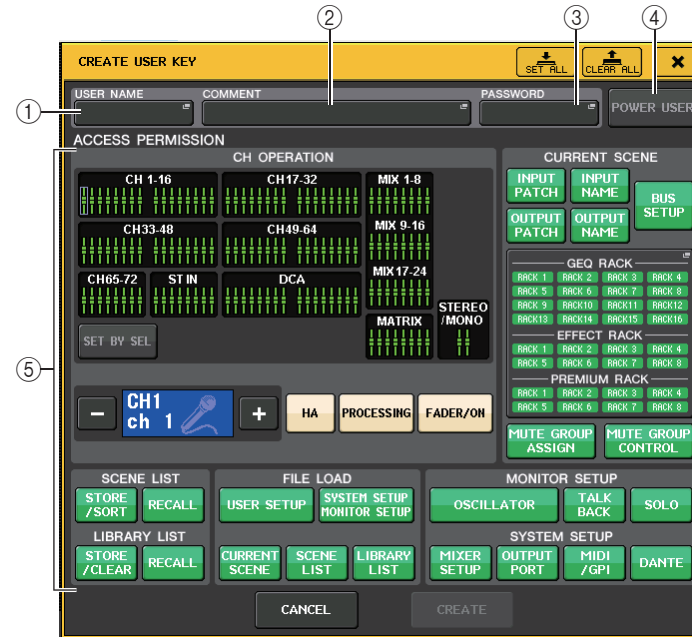 ② ③ ④
CREATE USER KEY SET ALL CLEAR ALL ×
① USER NAME COMMENT PASSWORD POWER USER
ACCESS PERMISSION
CH OPERATION
CH 1-16 CH17-32 MIX 1-8
CH33-48 CH49-64 MIX 9-16
CH65-72 ST IN DCA MIX17-24
MATRIX STEREO /MONO
SET BY SEL
⑤
− CH1 ch 1 + HA PROCESSING FADER/ON
CURRENT SCENE
INPUT PATCH INPUT NAME BUS SETUP
OUTPUT PATCH OUTPUT NAME
GEQ RACK
RACK 1 RACK 2 RACK 3 RACK 4
RACK 5 RACK 6 RACK 7 RACK 8
RACK 9 RACK10 RACK11 RACK12
RACK13 RACK14 RACK15 RACK16
EFFECT RACK
RACK 1 RACK 2 RACK 3 RACK 4
RACK 5 RACK 6 RACK 7 RACK 8
PREMIUM RACK
RACK 1 RACK 2 RACK 3 RACK 4
RACK 5 RACK 6 RACK 7 RACK 8
MUTE GROUP ASSIGN MUTE GROUP CONTROL
SCENE LIST
STORE /SORT RECALL
LIBRARY LIST
STORE /CLEAR RECALL
FILE LOAD
USER SETUP SYSTEM SETUP MONITOR SETUP
CURRENT SCENE SCENE LIST LIBRARY LIST
MONITOR SETUP
OSCILLATOR TALK BACK SOLO
SYSTEM SETUP
MIXER SETUP OUTPUT PORT MIDI /GPI DANTE
CANCEL CREATE